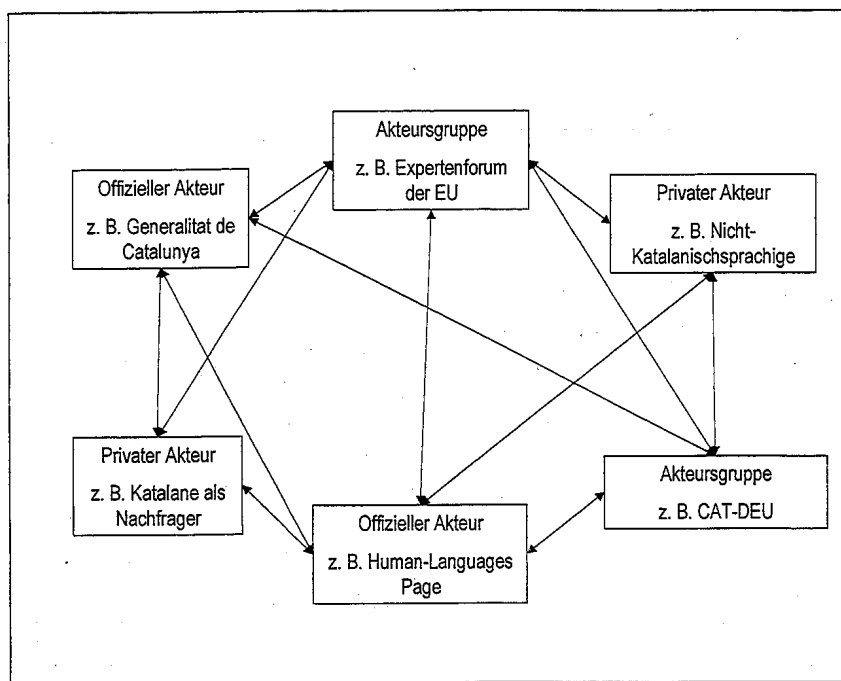 Akteursgruppe
z. B. Expertenforum
der EU
Offizieller Akteur
z. B. Generalitat de
Catalunya
Privater Akteur
z. B. Nicht-
Katalanischsprachige
Privater Akteur
z. B. Katalane als
Nachfrager
Offizieller Akteur
z. B. Human-Languages
Page
Akteursgruppe
z. B. CAT-DEU